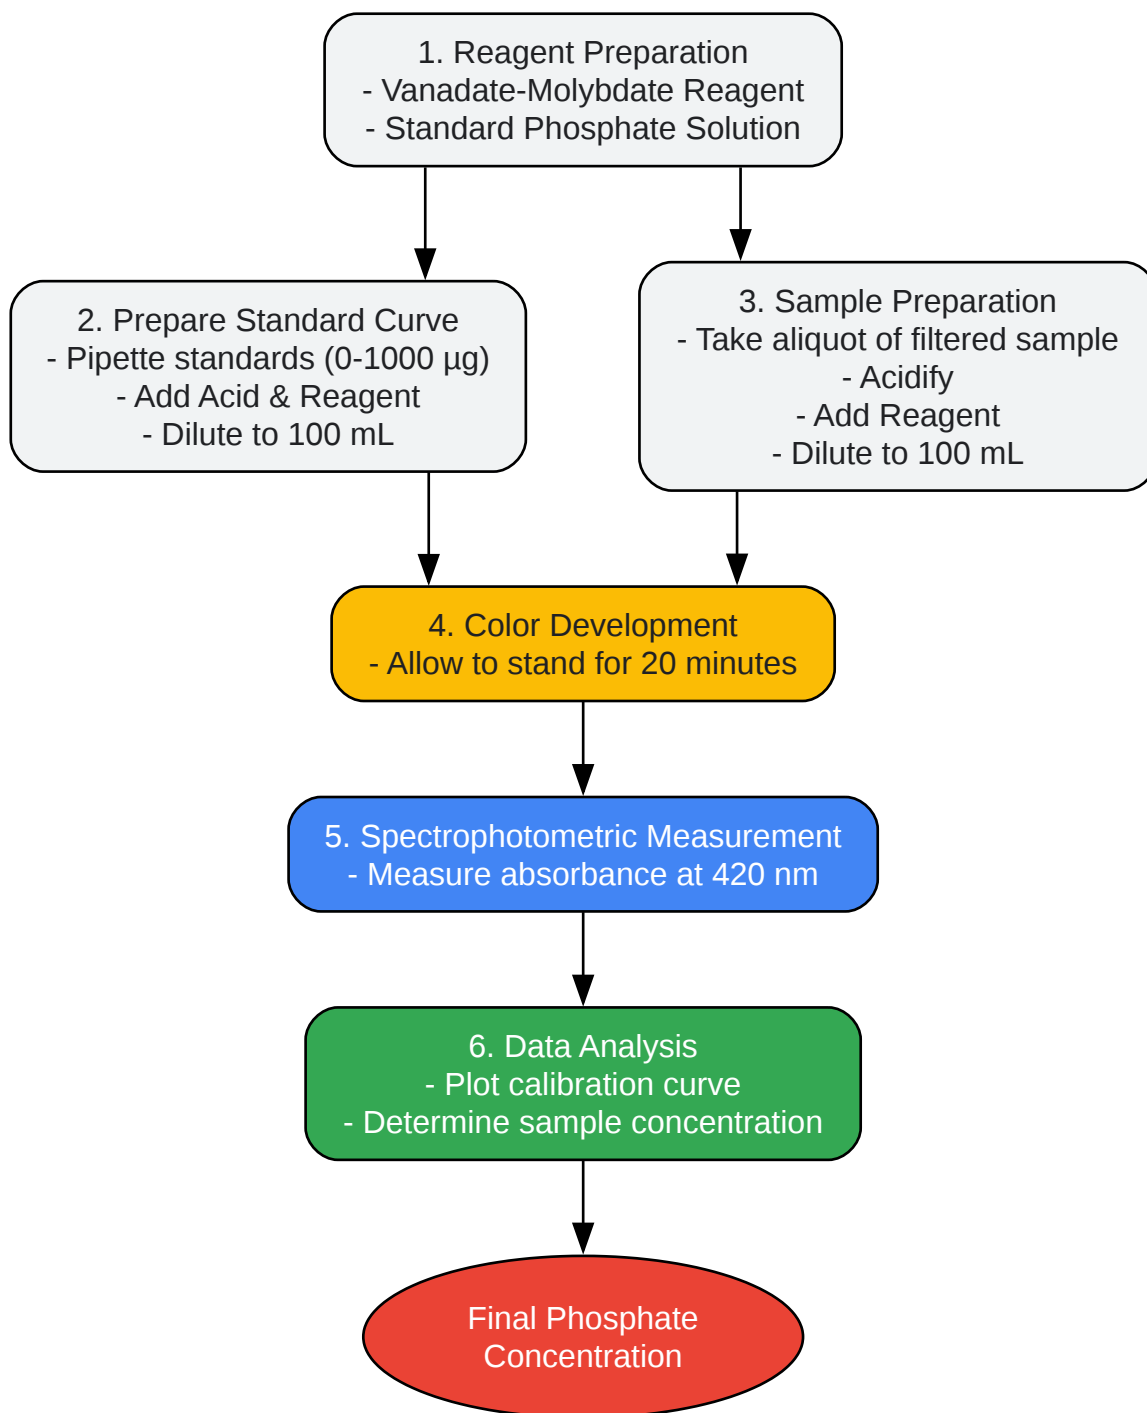 1. Reagent Preparation
- Vanadate-Molybdate Reagent
- Standard Phosphate Solution
2. Prepare Standard Curve
- Pipette standards (0-1000 µg)
- Add Acid & Reagent
- Dilute to 100 mL
3. Sample Preparation
- Take aliquot of filtered sample
- Acidify
- Add Reagent
- Dilute to 100 mL
4. Color Development
- Allow to stand for 20 minutes
5. Spectrophotometric Measurement
- Measure absorbance at 420 nm
6. Data Analysis
- Plot calibration curve
- Determine sample concentration
Final Phosphate
Concentration